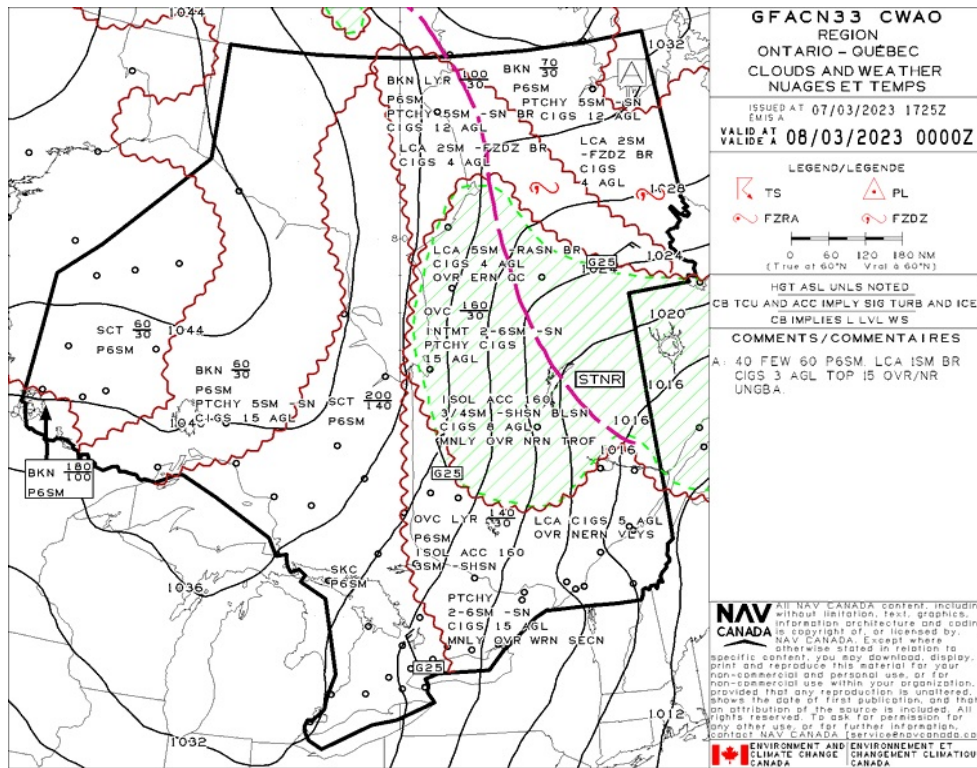 1044
1032
BKN LYR 100/30
BKN 70/30
A
P6SM
P6SM
PTCHY 5SM -SN BR
CIGS 12 AGL
PTCHY 5SM -SN
CIGS 12 AGL
LCA 2SM -FZDZ BR
CIGS 4 AGL
LCA 2SM
-FZDZ BR
CIGS
4 AGL
1028
LCA 5SM -RASN BR
CIGS 4 AGL
OVR ERN QC
G25
1024
1024
1020
OVC 160/30
INTMT 2-6SM -SN
PTCHY CIGS
15 AGL
SCT 60/30
1044
P6SM
BKN 60/30
P6SM
PTCHY 5SM -SN
CIGS 15 AGL
SCT 200/140
P6SM
STNR
1016
ISOL ACC 160
3/4SM -SHSN BLSN
CIGS 8 AGL
MNLY OVR NRN TROF
1016
1016
BKN 180/100
P6SM
G25
OVC LYR 140/30
P6SM
ISOL ACC 160
3SM -SHSN
LCA CIGS 5 AGL
OVR NERN VLYS
SKC
P6SM
1036
PTCHY
2-6SM -SN
CIGS 15 AGL
MNLY OVR WRN SECN
G25
1032
1012
GFACN33 CWAO
REGION
ONTARIO - QUÉBEC
CLOUDS AND WEATHER
NUAGES ET TEMPS
ISSUED AT 07/03/2023 1725Z
ÉMIS A
VALID AT 08/03/2023 0000Z
VALIDE A
LEGEND/LÉGENDE
TS
PL
FZRA
FZDZ
0 60 120 180 NM
(True at 60°N Vrai à 60°N)
HGT ASL UNLS NOTED
CB TCU AND ACC IMPLY SIG TURB AND ICE
CB IMPLIES L LVL WS
COMMENTS/COMMENTAIRES
A: 40 FEW 60 P6SM. LCA 1SM BR
CIGS 3 AGL TOP 15 OVR/NR
UNGBA.
NAV
CANADA
All NAV CANADA content, including
without limitation, text, graphics,
information architecture and coding
is copyright of, or licensed by,
NAV CANADA. Except where
otherwise stated in relation to
specific content, you may download, display,
print and reproduce this material for your
non-commercial and personal use, or for
non-commercial use within your organization,
provided that any reproduction is unaltered,
shows the date of first publication, and that
an attribution of the source is included. All
rights reserved. To ask for permission for
any other use, or for further information,
contact NAV CANADA [service@navcanada.ca
ENVIRONMENT AND
CLIMATE CHANGE
CANADA
ENVIRONNEMENT ET
CHANGEMENT CLIMATIQU
CANADA